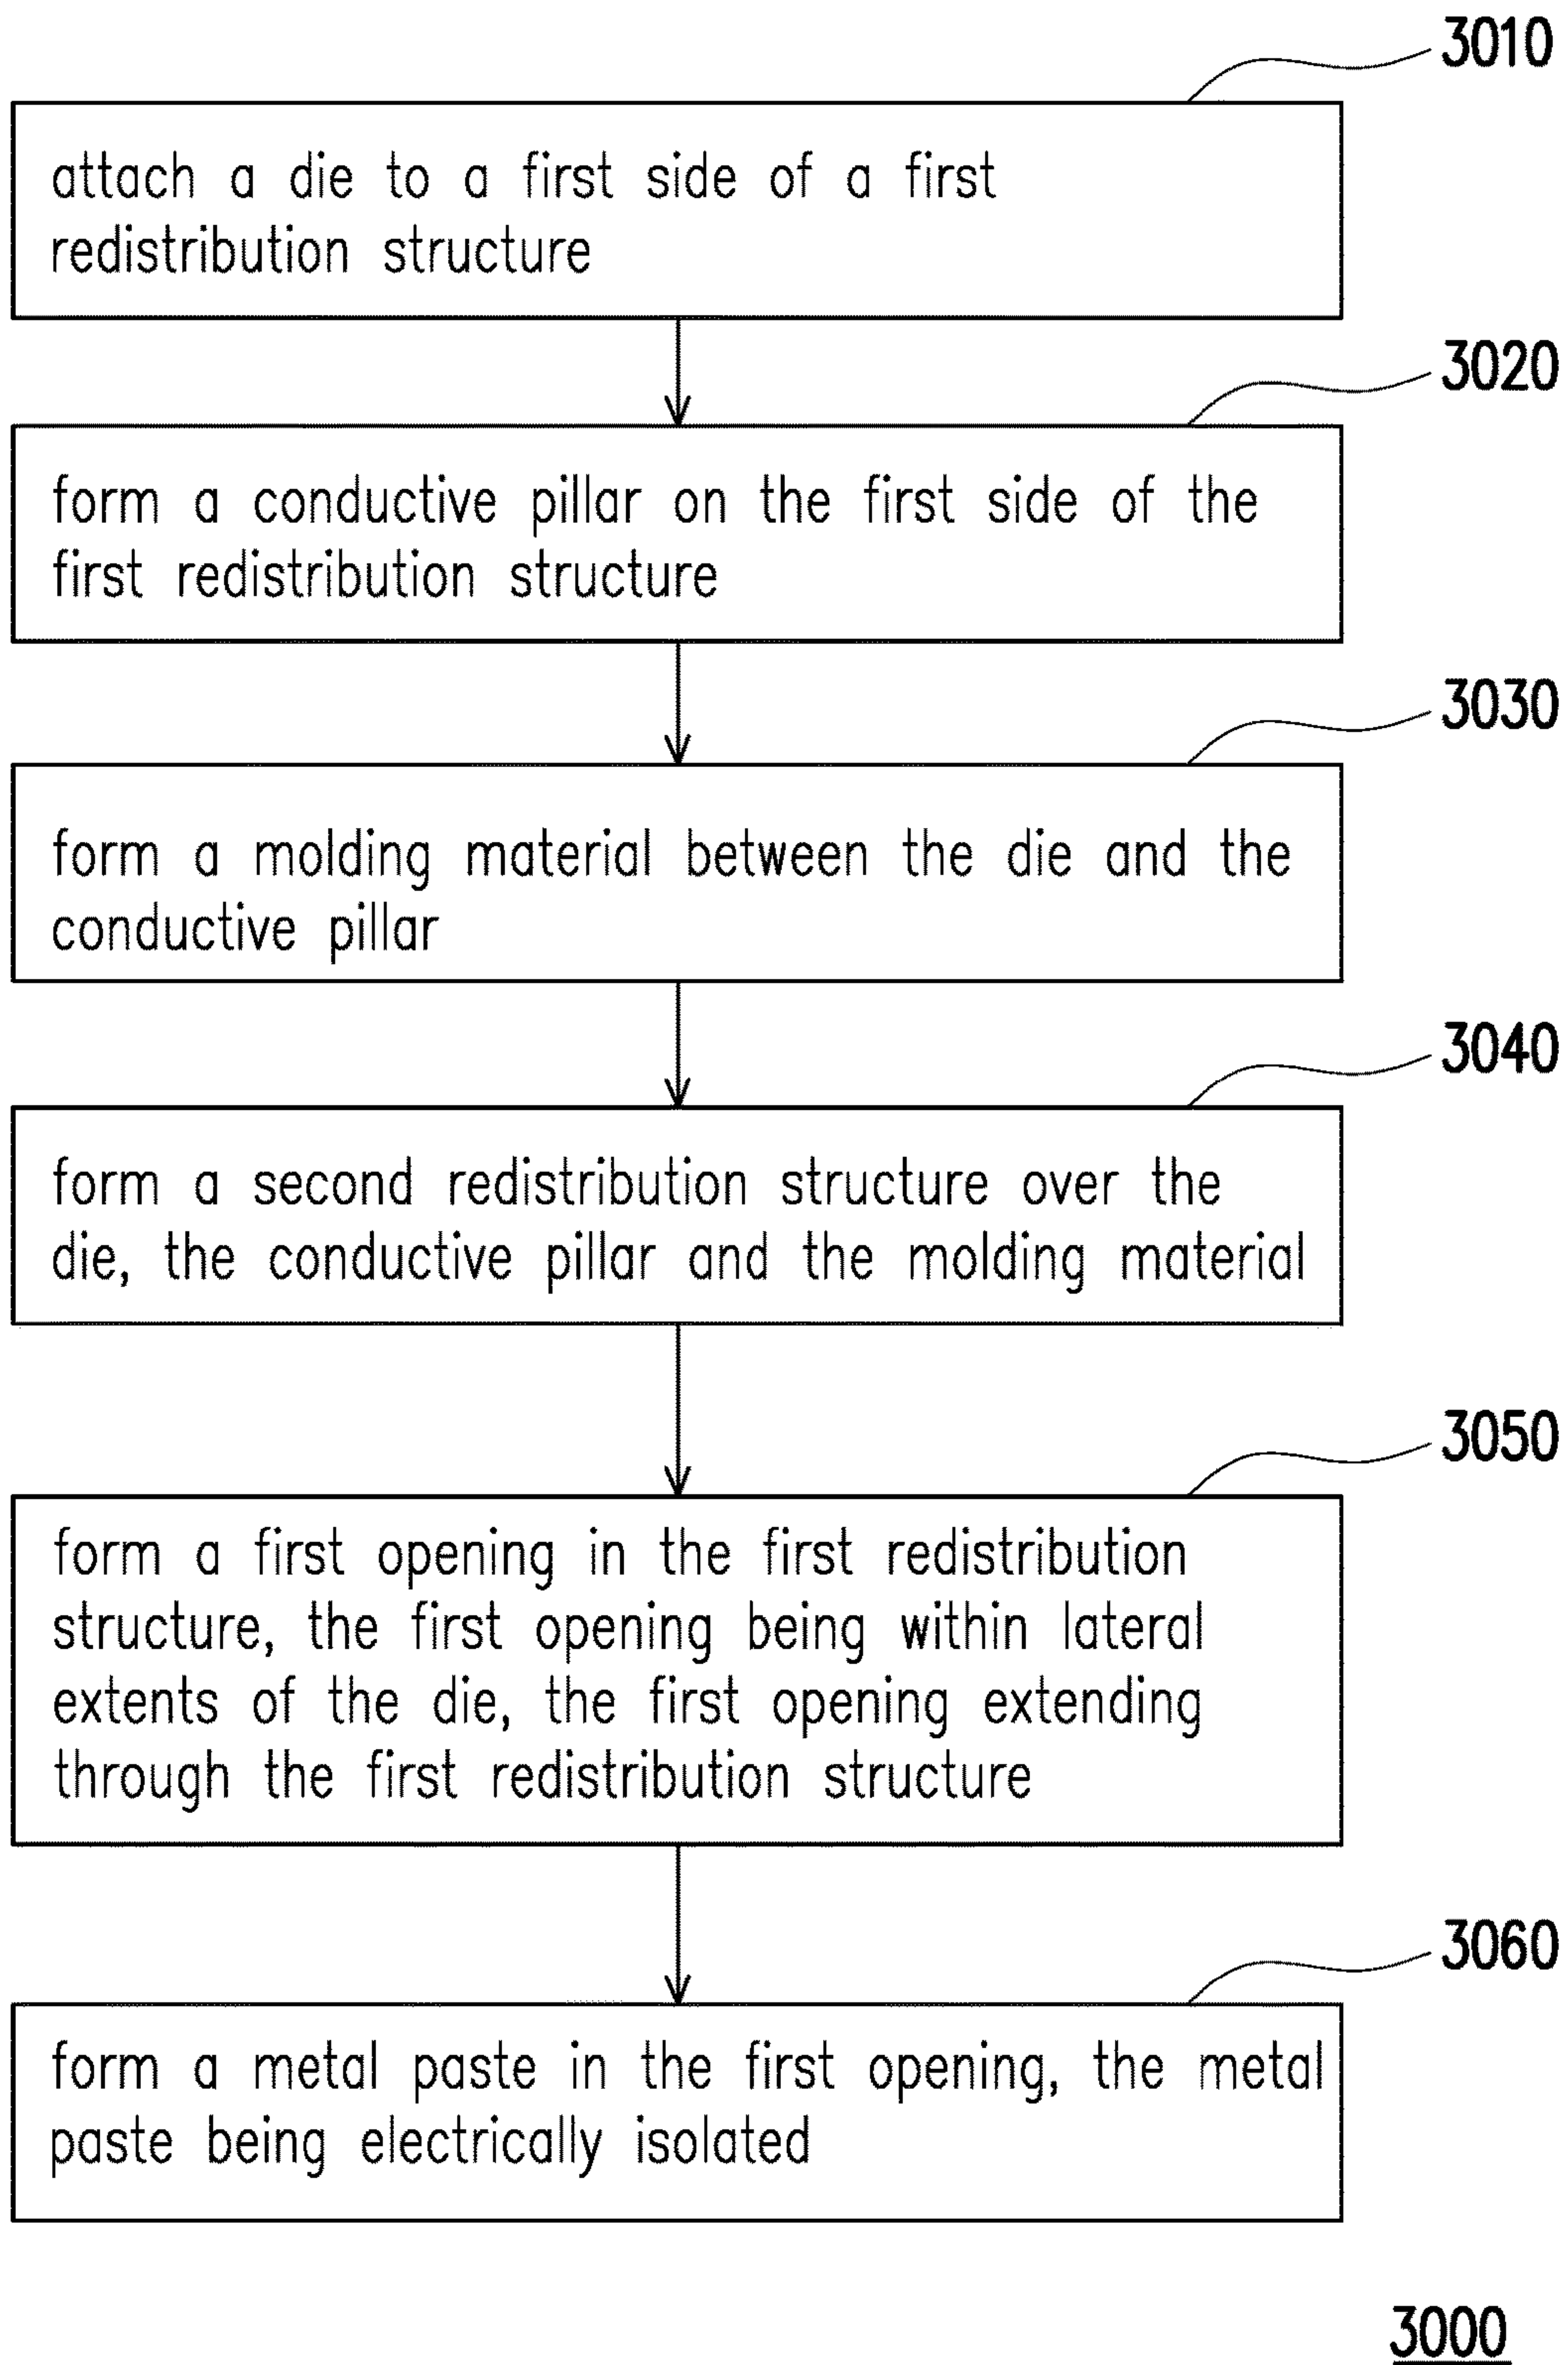 3010
attach a die to a first side of a first
redistribution structure
3020
form a conductive pillar on the first side of the
first redistribution structure
3030
form a molding material between the die and the
conductive pillar
3040
form a second redistribution structure over the
die, the conductive pillar and the molding material
3050
form a first opening in the first redistribution
structure, the first opening being within lateral
extents of the die, the first opening extending
through the first redistribution structure
3060
form a metal paste in the first opening, the metal
paste being electrically isolated
3000